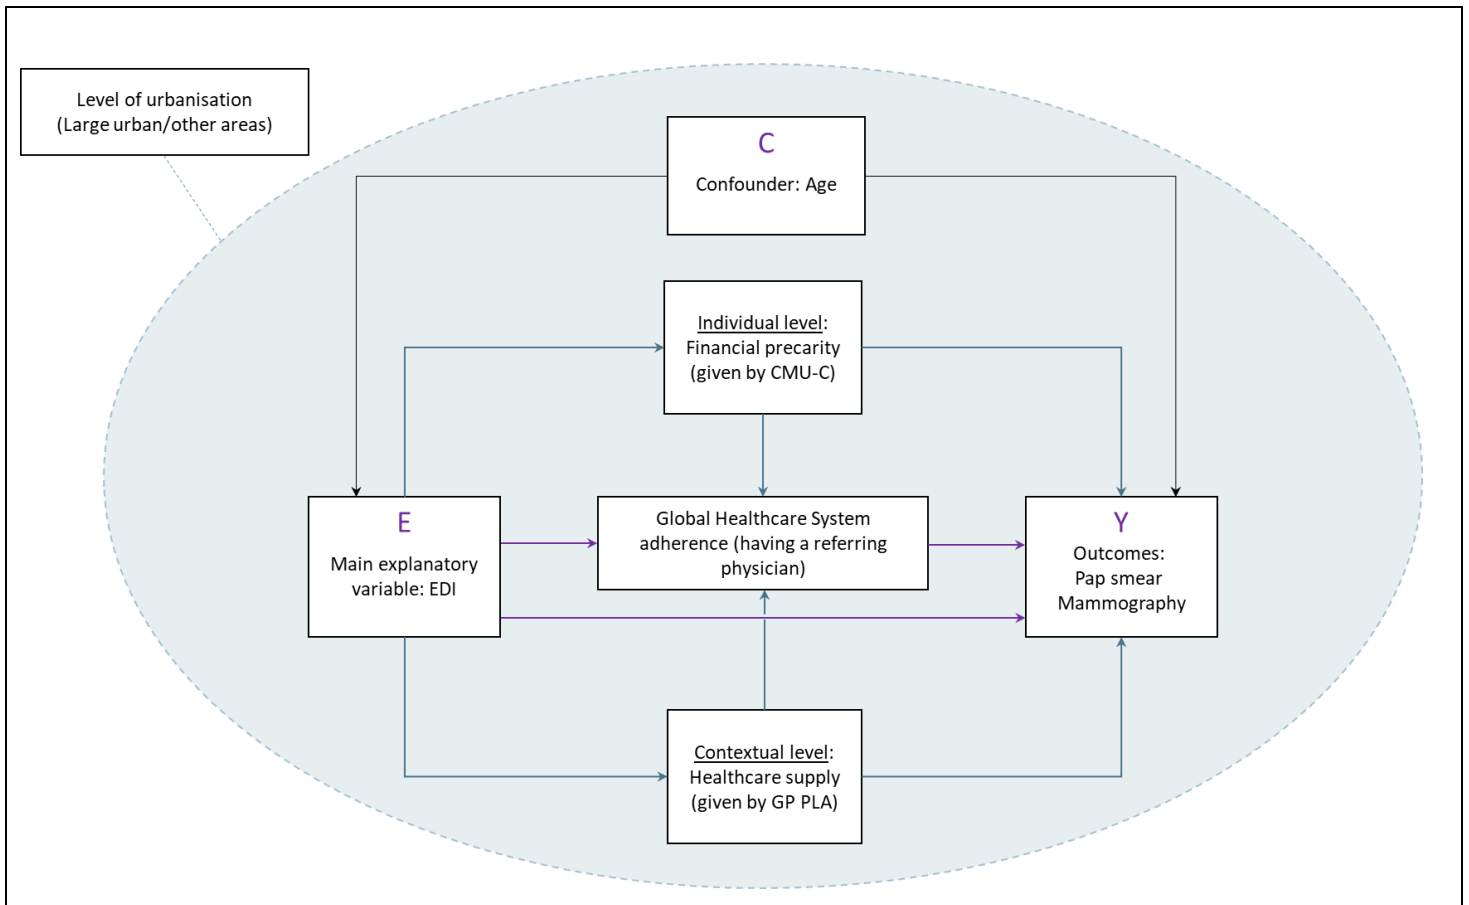 Level of urbanisation
(Large urban/other areas)
C
Confounder: Age
Individual level:
Financial precarity
(given by CMU-C)
E
Main explanatory
variable: EDI
Global Healthcare System
adherence (having a referring
physician)
Y
Outcomes:
Pap smear
Mammography
Contextual level:
Healthcare supply
(given by GP PLA)